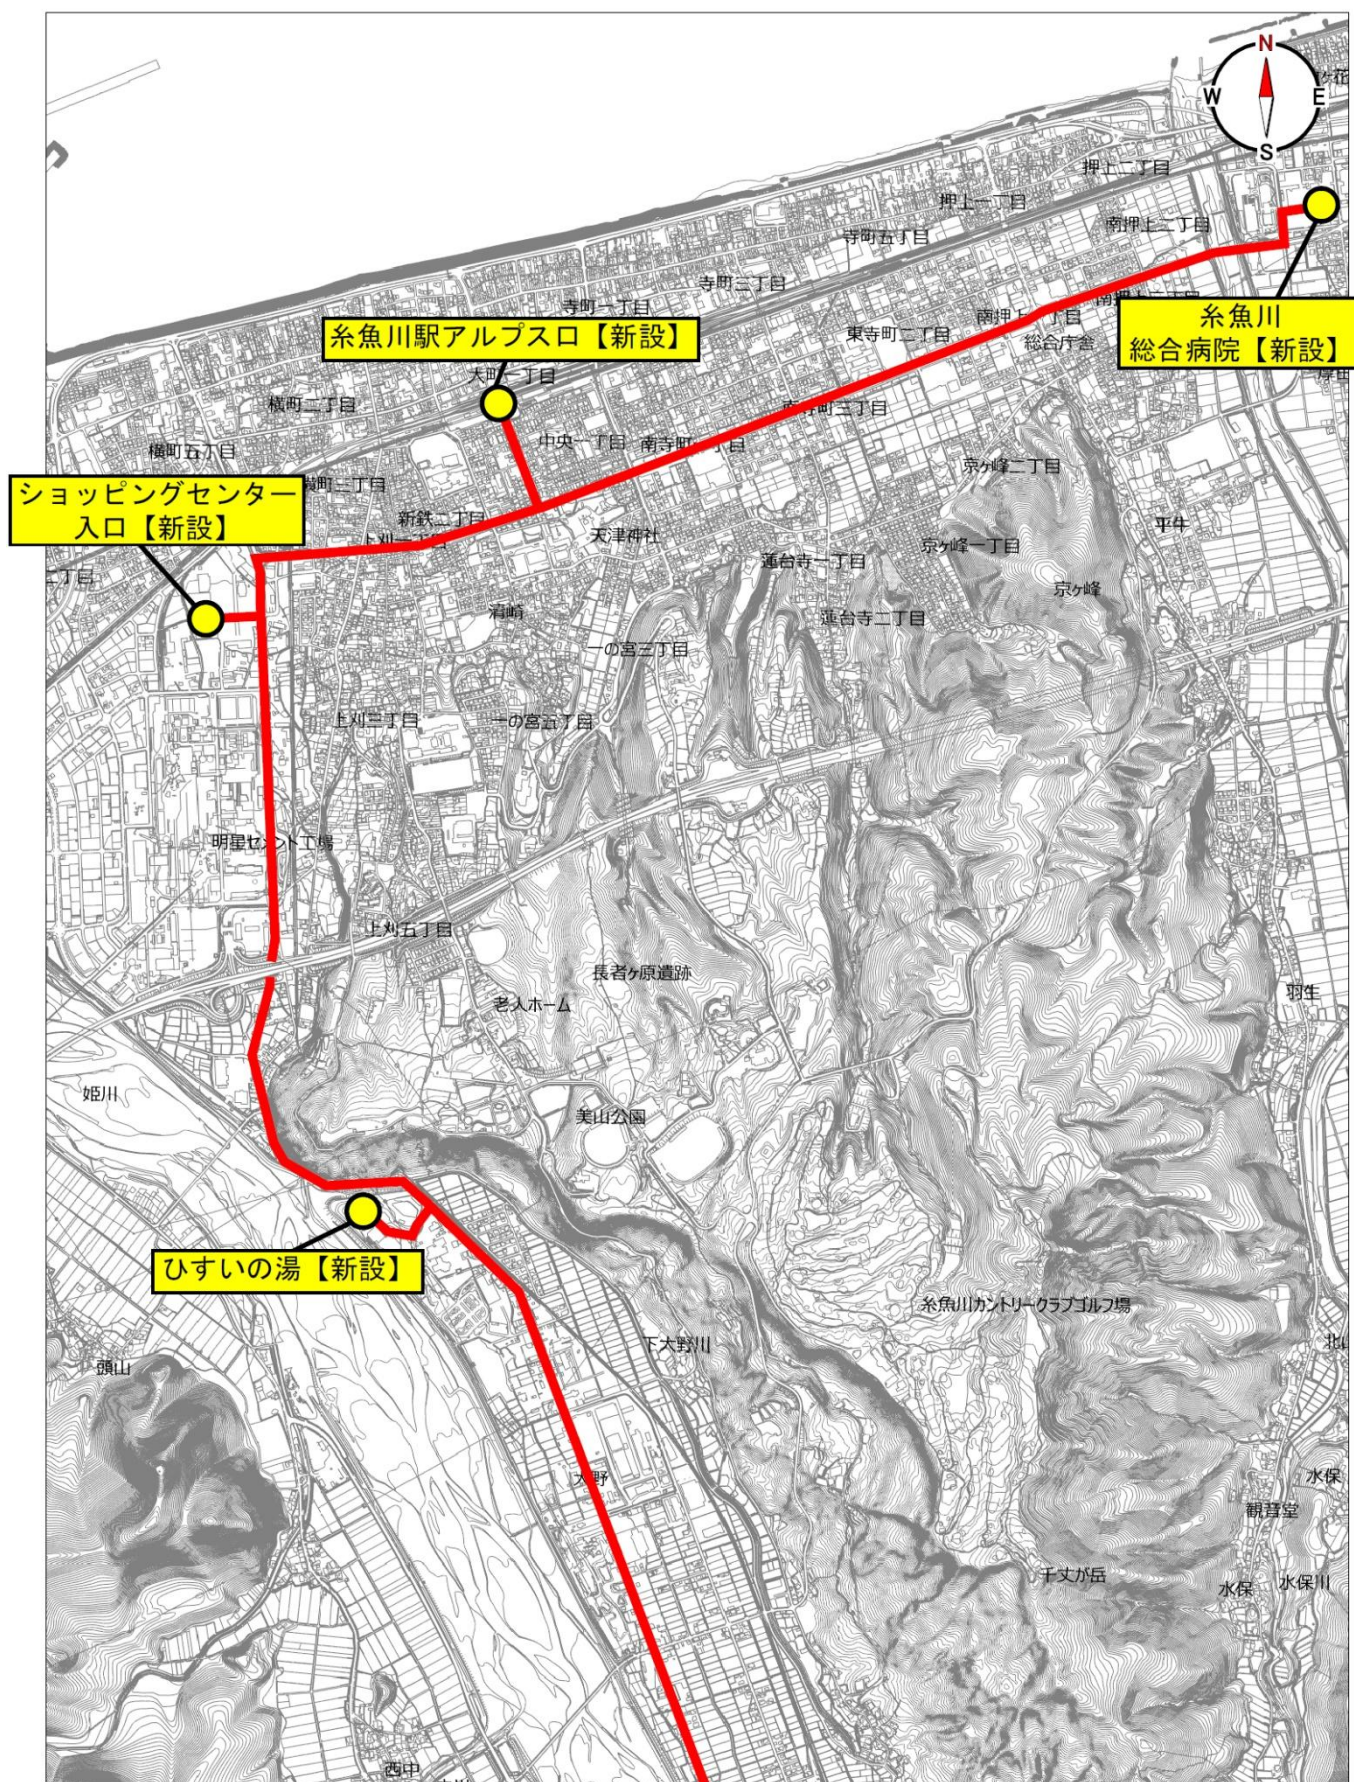 N
W
E
S
押上二丁目
押上一丁目
南押上二丁目
寺町五丁目
寺町三丁目
寺町一丁目
糸魚川駅アルプス口【新設】
東寺町二丁目
総合庁舎
糸魚川
総合病院【新設】
大町一丁目
横町二丁目
中央一丁目
横町五丁目
横町三丁目
ショッピングセンター
入口【新設】
新鉄二丁目
上刈一丁目
天津神社
京ヶ峰二丁目
京ヶ峰一丁目
平牛
蓮台寺一丁目
京ヶ峰
清崎
蓮台寺二丁目
一の宮三丁目
上刈三丁目
一の宮五丁目
明星セメント工場
上刈五丁目
長者ヶ原遺跡
老人ホーム
羽生
姫川
美山公園
ひすいの湯【新設】
糸魚川カントリークラブゴルフ場
下大野川
頭山
大野
水保
観音堂
千丈が岳
水保
水保川
西中